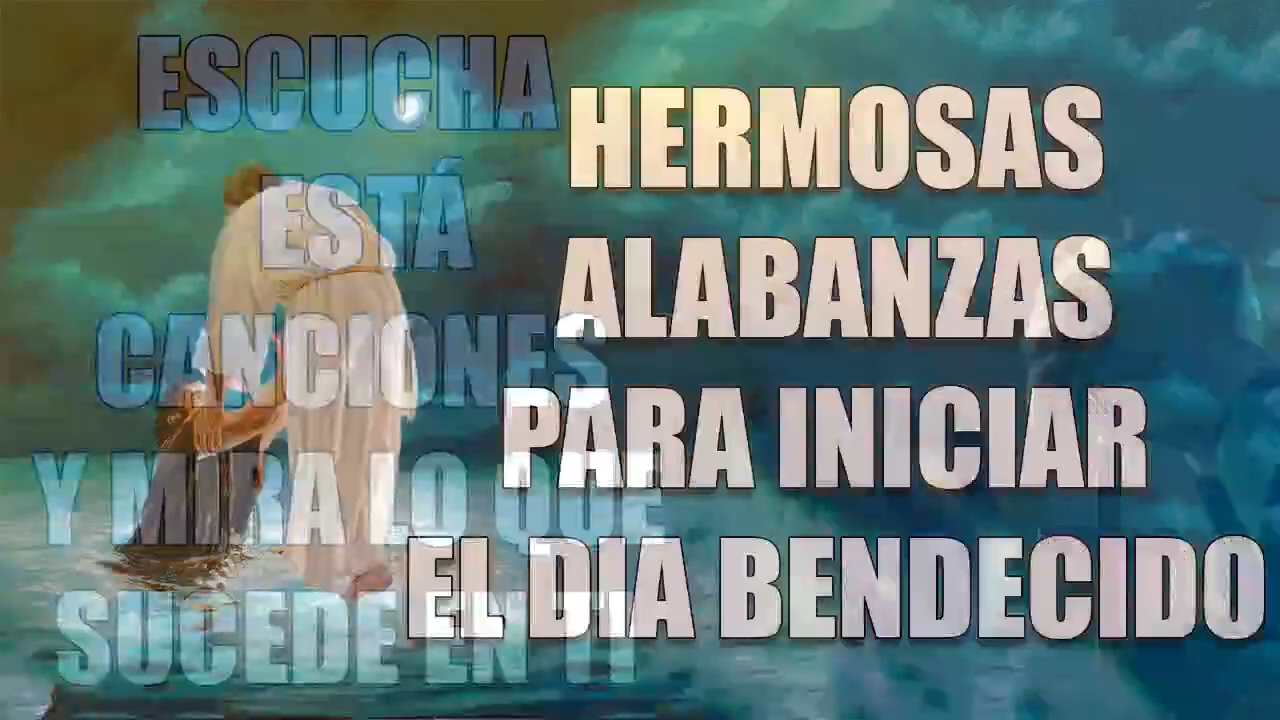 ESCUCHA
ESTÁ
CANCIONES
Y MIRA LO QUE
SUCEDE EN TI
HERMOSAS
ALABANZAS
PARA INICIAR
EL DIA BENDECIDO